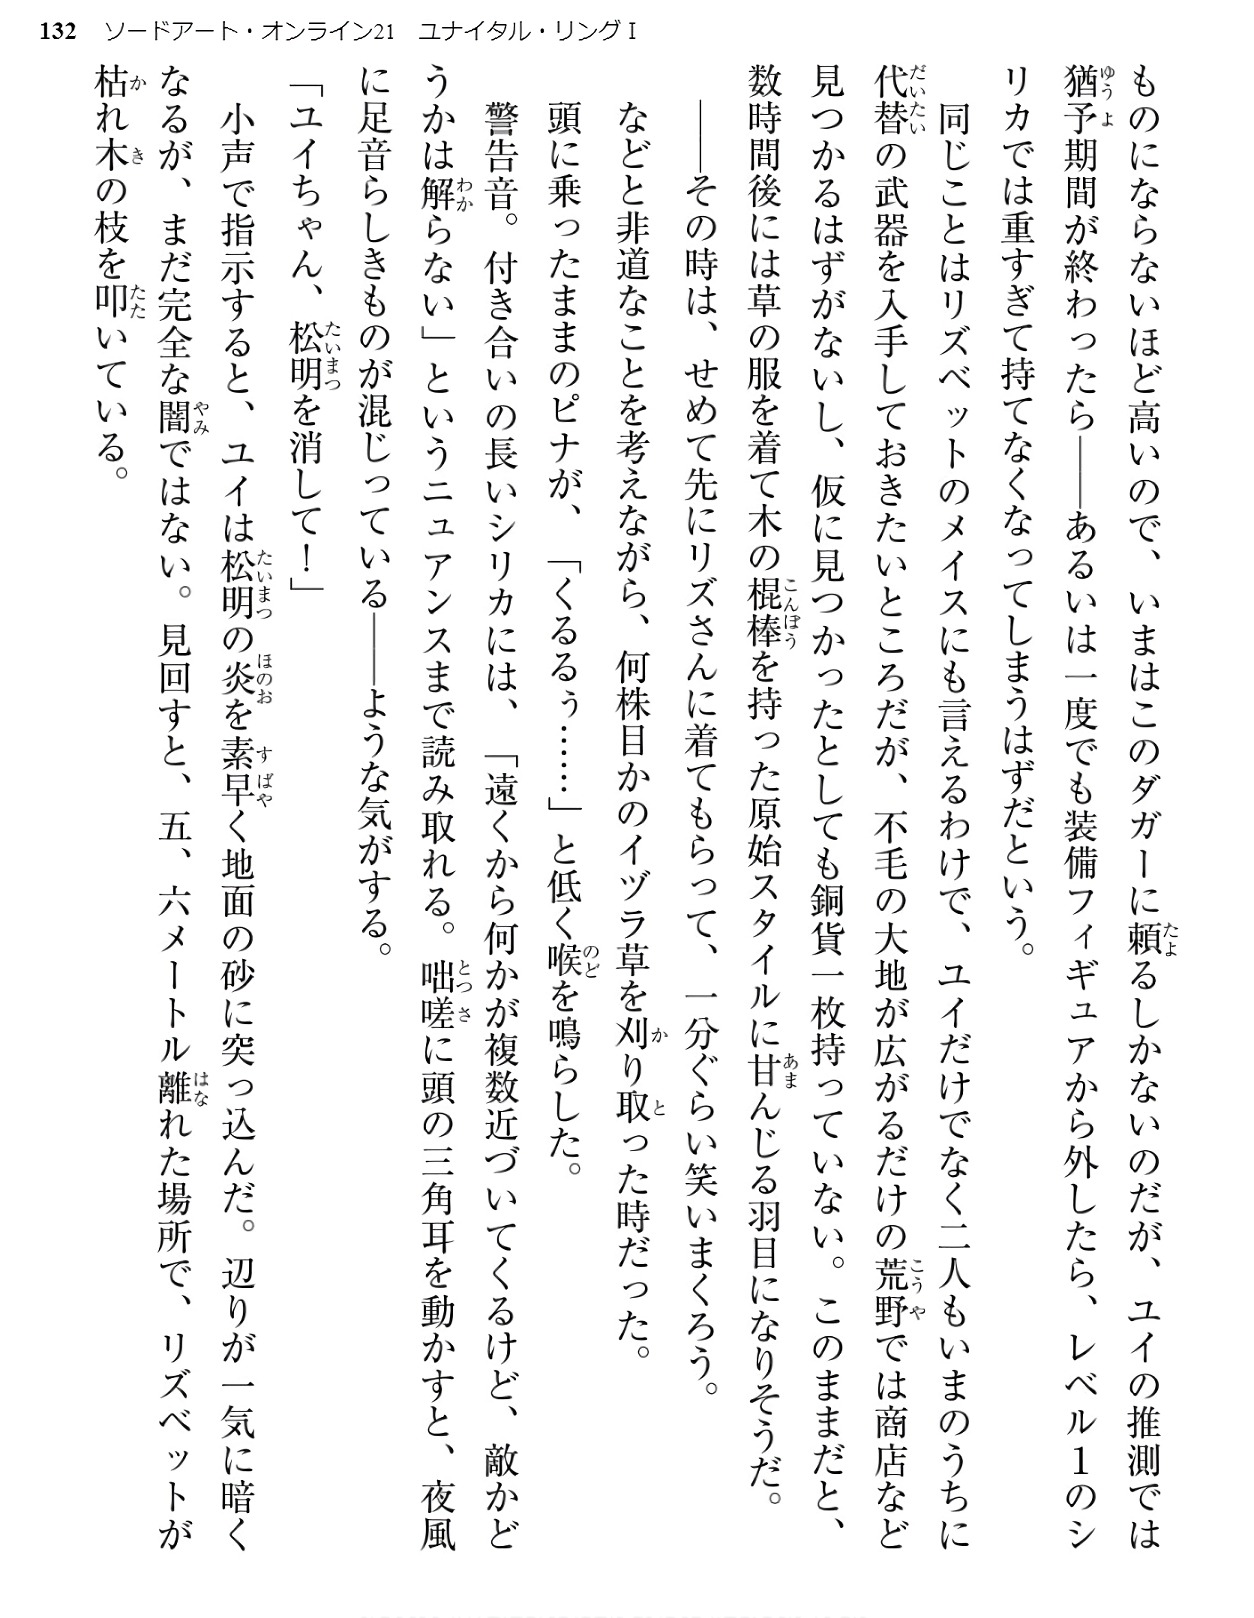 132 ソードアート・オンライン21 ユナイタル・リングⅠ
ものにならないほど高いので、いまはこのダガーに頼るしかないのだが、ユイの推測では
猶予期間が終わったら――あるいは一度でも装備フィギュアから外したら、レベル１のシ
リカでは重すぎて持てなくなってしまうはずだという。
　同じことはリズベットのメイスにも言えるわけで、ユイだけでなく二人もいまのうちに
代替の武器を入手しておきたいところだが、不毛の大地が広がるだけの荒野では商店など
見つかるはずがないし、仮に見つかったとしても銅貨一枚持っていない。このままだと、
数時間後には草の服を着て木の棍棒を持った原始スタイルに甘んじる羽目になりそうだ。
　――その時は、せめて先にリズさんに着てもらって、一分ぐらい笑いまくろう。
　などと非道なことを考えながら、何株目かのイヅラ草を刈り取った時だった。
　頭に乗ったままのピナが、「くるるぅ……」と低く喉を鳴らした。
　警告音。付き合いの長いシリカには、「遠くから何かが複数近づいてくるけど、敵かど
うかは解らない」というニュアンスまで読み取れる。咄嗟に頭の三角耳を動かすと、夜風
に足音らしきものが混じっている――ような気がする。
「ユイちゃん、松明を消して！」
　小声で指示すると、ユイは松明の炎を素早く地面の砂に突っ込んだ。辺りが一気に暗く
なるが、まだ完全な闇ではない。見回すと、五、六メートル離れた場所で、リズベットが
枯れ木の枝を叩いている。